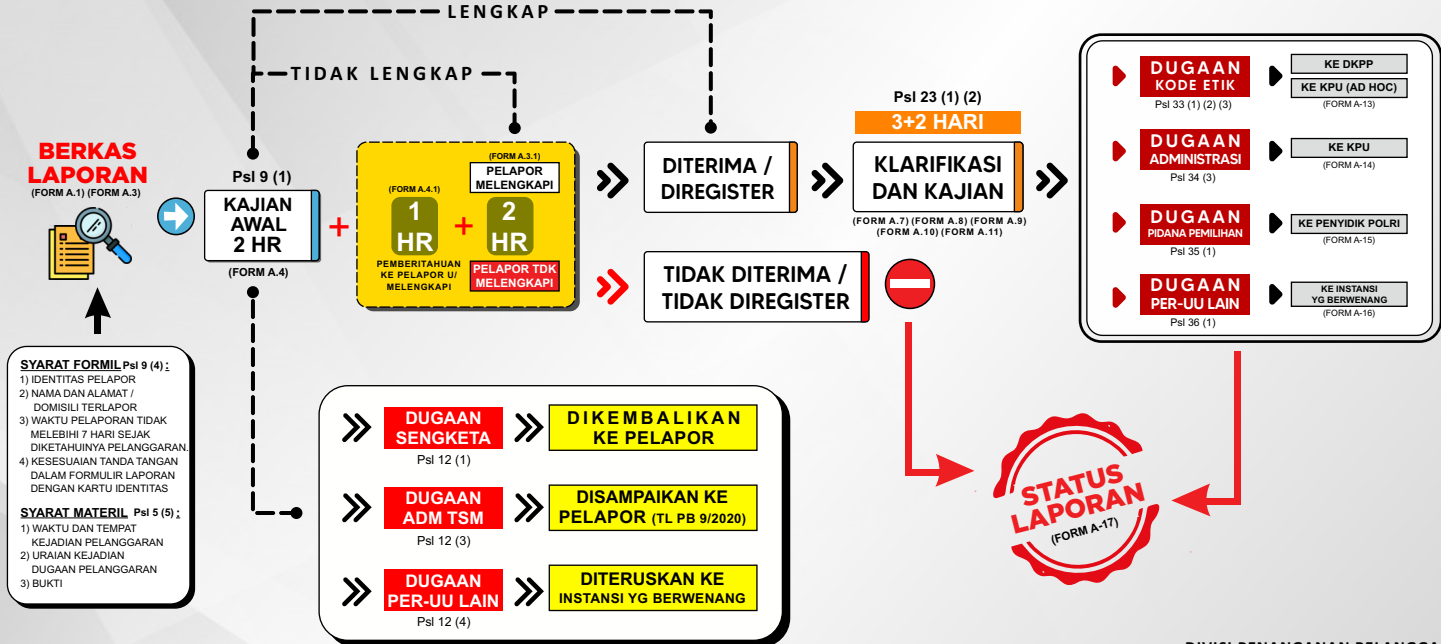 LENGKAP
TIDAK LENGKAP
BERKAS
LAPORAN
(FORM A.1) (FORM A.3)
Psl 9 (1)
KAJIAN
AWAL
2 HR
(FORM A.4)
+
(FORM A.4.1)
1
HR
PEMBERITAHUAN
KE PELAPOR U/
MELENGKAPI
+
(FORM A.3.1)
PELAPOR
MELENGKAPI
2
HR
PELAPOR TDK
MELENGKAPI
DITERIMA /
DIREGISTER
TIDAK DITERIMA /
TIDAK DIREGISTER
Psl 23 (1) (2)
3+2 HARI
KLARIFIKASI
DAN KAJIAN
(FORM A.7) (FORM A.8) (FORM A.9)
(FORM A.10) (FORM A.11)
DUGAAN
KODE ETIK
Psl 33 (1) (2) (3)
KE DKPP
KE KPU (AD HOC)
(FORM A-13)
DUGAAN
ADMINISTRASI
Psl 34 (3)
KE KPU
(FORM A-14)
DUGAAN
PIDANA PEMILIHAN
Psl 35 (1)
KE PENYIDIK POLRI
(FORM A-15)
DUGAAN
PER-UU LAIN
Psl 36 (1)
KE INSTANSI
YG BERWENANG
(FORM A-16)
SYARAT FORMIL Psl 9 (4) :
1) IDENTITAS PELAPOR
2) NAMA DAN ALAMAT /
DOMISILI TERLAPOR
3) WAKTU PELAPORAN TIDAK
MELEBIHI 7 HARI SEJAK
DIKETAHUINYA PELANGGARAN.
4) KESESUAIAN TANDA TANGAN
DALAM FORMULIR LAPORAN
DENGAN KARTU IDENTITAS
SYARAT MATERIL Psl 5 (5) :
1) WAKTU DAN TEMPAT
KEJADIAN PELANGGARAN
2) URAIAN KEJADIAN
DUGAAN PELANGGARAN
3) BUKTI
DUGAAN
SENGKETA
Psl 12 (1)
DIKEMBALIKAN
KE PELAPOR
DUGAAN
ADM TSM
Psl 12 (3)
DISAMPAIKAN KE
PELAPOR (TL PB 9/2020)
DUGAAN
PER-UU LAIN
Psl 12 (4)
DITERUSKAN KE
INSTANSI YG BERWENANG
STATUS
LAPORAN
(FORM A-17)